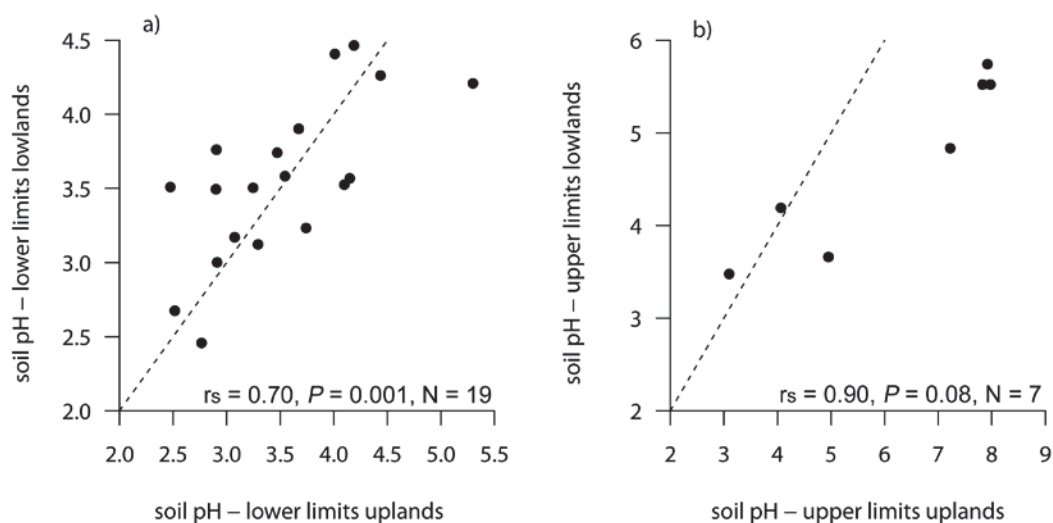 a)
soil pH – lower limits lowlands
4.5
4.0
3.5
3.0
2.5
2.0
rs = 0.70, P = 0.001, N = 19
2.0 2.5 3.0 3.5 4.0 4.5 5.0 5.5
soil pH – lower limits uplands
b)
soil pH – upper limits lowlands
6
5
4
3
2
rs = 0.90, P = 0.08, N = 7
2 3 4 5 6 7 8 9
soil pH – upper limits uplands